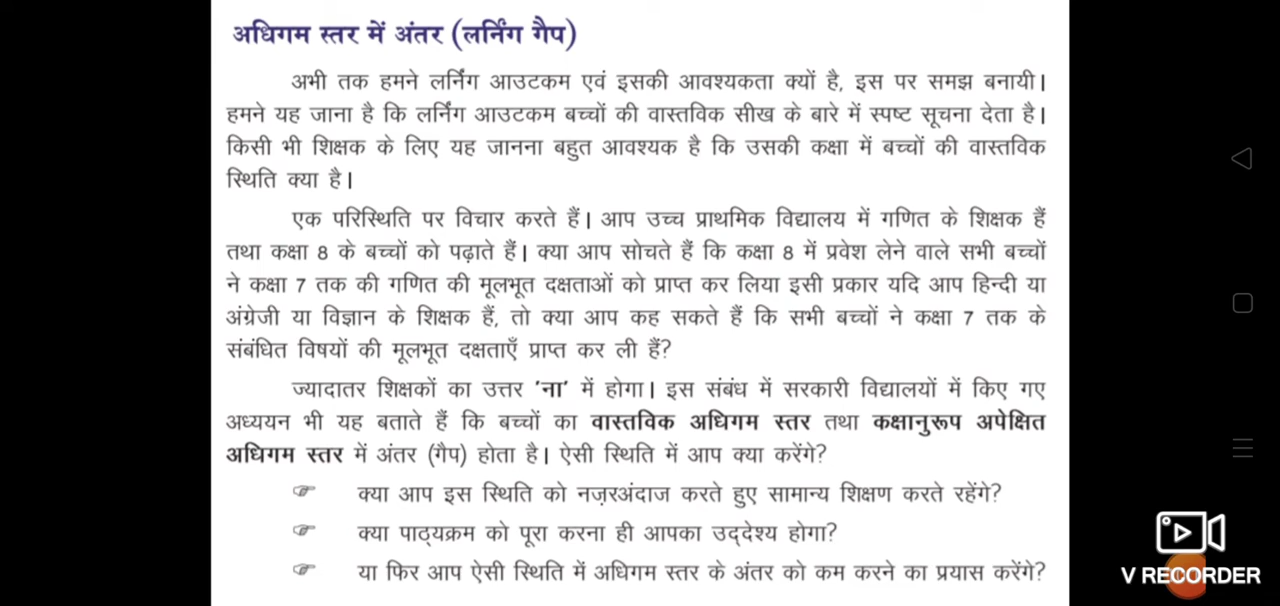 अधिगम स्तर में अंतर (लर्निंग गैप)
अभी तक हमने लर्निंग आउटकम एवं इसकी आवश्यकता क्यों है, इस पर समझ बनायी।
हमने यह जाना है कि लर्निंग आउटकम बच्चों की वास्तविक सीख के बारे में स्पष्ट सूचना देता है।
किसी भी शिक्षक के लिए यह जानना बहुत आवश्यक है कि उसकी कक्षा में बच्चों की वास्तविक
स्थिति क्या है।
एक परिस्थिति पर विचार करते हैं। आप उच्च प्राथमिक विद्यालय में गणित के शिक्षक हैं
तथा कक्षा 8 के बच्चों को पढ़ाते हैं। क्या आप सोचते हैं कि कक्षा 8 में प्रवेश लेने वाले सभी बच्चों
ने कक्षा 7 तक की गणित की मूलभूत दक्षताओं को प्राप्त कर लिया इसी प्रकार यदि आप हिन्दी या
अंग्रेजी या विज्ञान के शिक्षक हैं, तो क्या आप कह सकते हैं कि सभी बच्चों ने कक्षा 7 तक के
संबंधित विषयों की मूलभूत दक्षताएँ प्राप्त कर ली हैं?
ज्यादातर शिक्षकों का उत्तर 'ना' में होगा। इस संबंध में सरकारी विद्यालयों में किए गए
अध्ययन भी यह बताते हैं कि बच्चों का वास्तविक अधिगम स्तर तथा कक्षानुरूप अपेक्षित
अधिगम स्तर में अंतर (गैप) होता है। ऐसी स्थिति में आप क्या करेंगे?
☞ क्या आप इस स्थिति को नज़रअंदाज करते हुए सामान्य शिक्षण करते रहेंगे?
☞ क्या पाठ्यक्रम को पूरा करना ही आपका उद्देश्य होगा?
☞ या फिर आप ऐसी स्थिति में अधिगम स्तर के अंतर को कम करने का प्रयास करेंगे?
V RECORDER